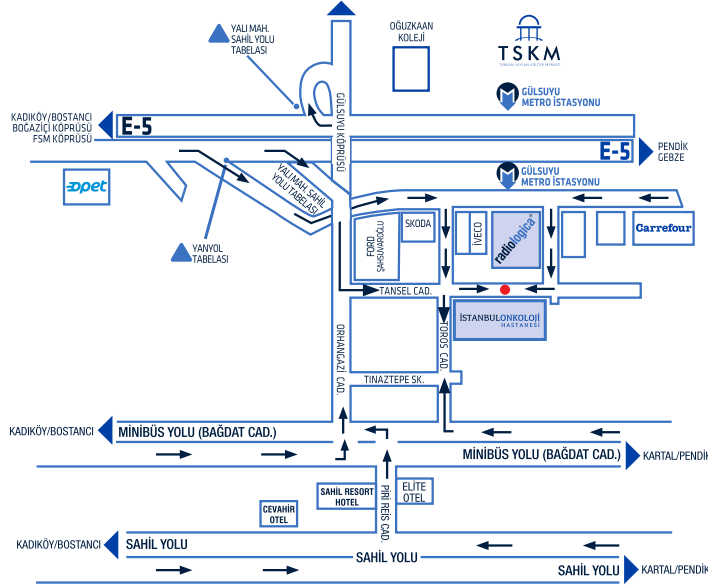 YALI MAH.
SAHİL YOLU
TABELASI
OĞUZKAAN
KOLEJİ
TSKM
GÜLSUYU
METRO İSTASYONU
KADIKÖY/BOSTANCI
BOĞAZİÇİ KÖPRÜSÜ
FSM KÖPRÜSÜ
E-5
GÜLSUYU KÖPRÜSÜ
E-5
PENDİK
GEBZE
opet
YALI MAH. SAHİL
YOLU TABELASI
GÜLSUYU
METRO İSTASYONU
YANYOL
TABELASI
FORD
ŞAHSUVAROĞLU
SKODA
İVECO
radiologica
Carrefour
TANSEL CAD.
İSTANBULONKOLOJİ
HASTANESİ
ORHANGAZİ CAD.
TOROS CAD.
TINAZTEPE SK.
KADIKÖY/BOSTANCI
MİNİBÜS YOLU (BAĞDAT CAD.)
MİNİBÜS YOLU (BAĞDAT CAD.)
KARTAL/PENDİK
SAHİL RESORT
HOTEL
ELİTE
OTEL
CEVAHİR
OTEL
PİRİ REİS CAD.
KADIKÖY/BOSTANCI
SAHİL YOLU
SAHİL YOLU
SAHİL YOLU
KARTAL/PENDİK